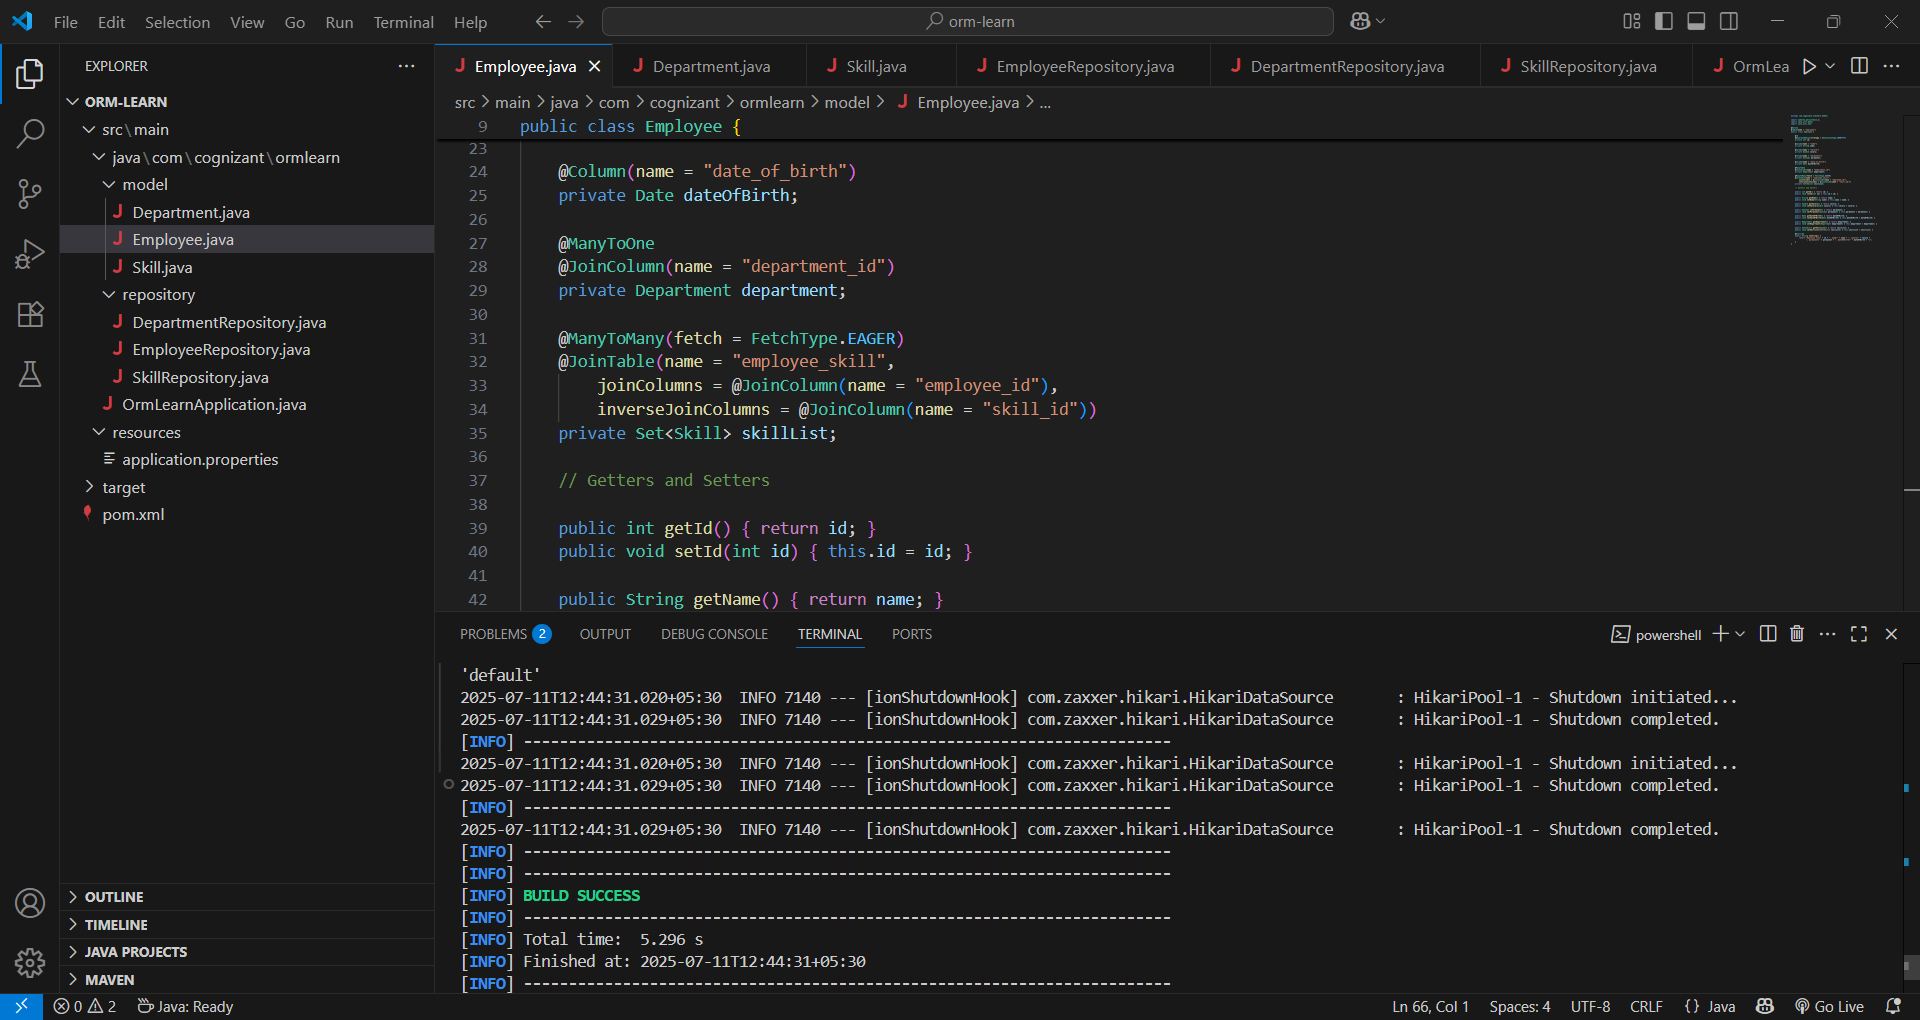 File Edit Selection View Go Run Terminal Help
orm-learn
EXPLORER
ORM-LEARN
src\main
java\com\cognizant\ormlearn
model
Department.java
Employee.java
Skill.java
repository
DepartmentRepository.java
EmployeeRepository.java
SkillRepository.java
OrmLearnApplication.java
resources
application.properties
target
pom.xml
OUTLINE
TIMELINE
JAVA PROJECTS
MAVEN
Employee.java Department.java Skill.java EmployeeRepository.java DepartmentRepository.java SkillRepository.java OrmLea
src > main > java > com > cognizant > ormlearn > model > Employee.java > ...
9 public class Employee {
23
24 @Column(name = "date_of_birth")
25 private Date dateOfBirth;
26
27 @ManyToOne
28 @JoinColumn(name = "department_id")
29 private Department department;
30
31 @ManyToMany(fetch = FetchType.EAGER)
32 @JoinTable(name = "employee_skill",
33 joinColumns = @JoinColumn(name = "employee_id"),
34 inverseJoinColumns = @JoinColumn(name = "skill_id"))
35 private Set<Skill> skillList;
36
37 // Getters and Setters
38
39 public int getId() { return id; }
40 public void setId(int id) { this.id = id; }
41
42 public String getName() { return name; }
PROBLEMS 2 OUTPUT DEBUG CONSOLE TERMINAL PORTS
powershell
'default'
2025-07-11T12:44:31.020+05:30  INFO 7140 --- [ionShutdownHook] com.zaxxer.hikari.HikariDataSource       : HikariPool-1 - Shutdown initiated...
2025-07-11T12:44:31.029+05:30  INFO 7140 --- [ionShutdownHook] com.zaxxer.hikari.HikariDataSource       : HikariPool-1 - Shutdown completed.
[INFO] ------------------------------------------------------------------------
2025-07-11T12:44:31.020+05:30  INFO 7140 --- [ionShutdownHook] com.zaxxer.hikari.HikariDataSource       : HikariPool-1 - Shutdown initiated...
2025-07-11T12:44:31.029+05:30  INFO 7140 --- [ionShutdownHook] com.zaxxer.hikari.HikariDataSource       : HikariPool-1 - Shutdown completed.
[INFO] ------------------------------------------------------------------------
2025-07-11T12:44:31.029+05:30  INFO 7140 --- [ionShutdownHook] com.zaxxer.hikari.HikariDataSource       : HikariPool-1 - Shutdown completed.
[INFO] ------------------------------------------------------------------------
[INFO] ------------------------------------------------------------------------
[INFO] BUILD SUCCESS
[INFO] ------------------------------------------------------------------------
[INFO] Total time:  5.296 s
[INFO] Finished at: 2025-07-11T12:44:31+05:30
[INFO] ------------------------------------------------------------------------
0 2 Java: Ready
Ln 66, Col 1 Spaces: 4 UTF-8 CRLF {} Java Go Live